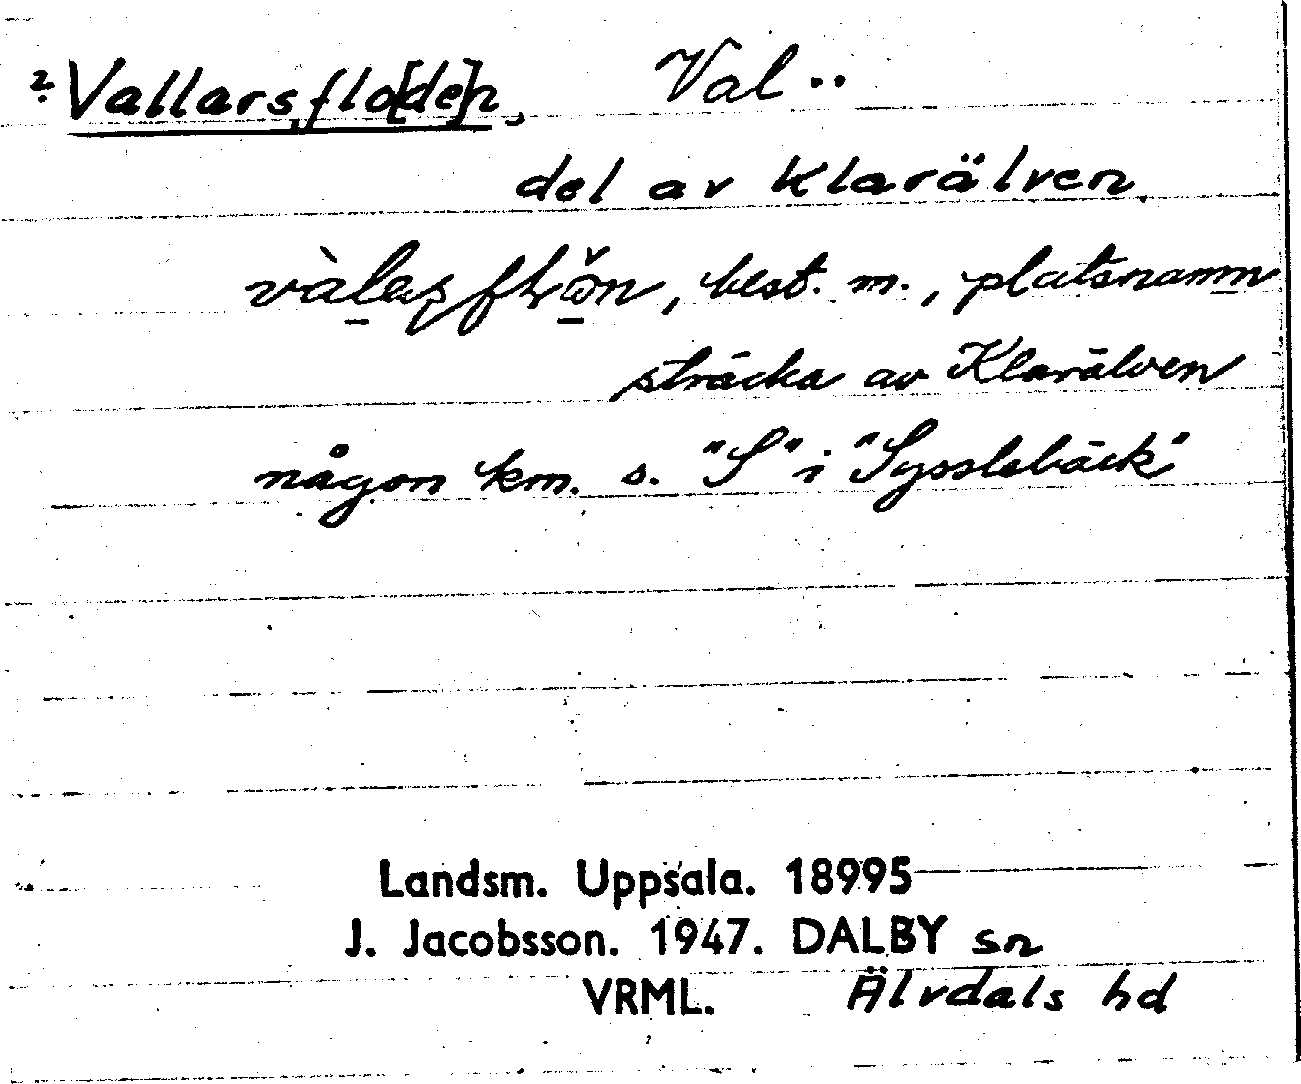 ? Vallarsflo[de]n, Val..
del av Klarälven
best. m., platsnamn
sträcka av Klarälven
någon km. s. "S" i "Sysslebäck"
Landsm. Uppsala. 18995
J. Jacobsson. 1947. DALBY sn
VRML. Älvdals hd